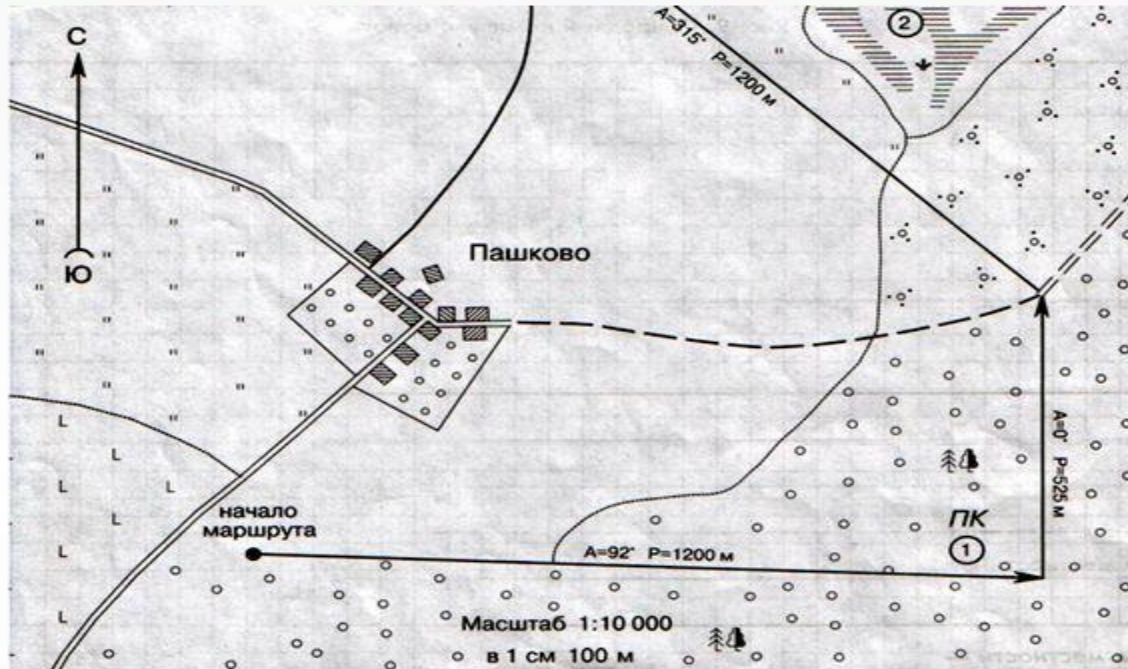 С
2
А=315° Р=1200 м
Пашково
Ю
А=0° Р=525 м
начало
маршрута
ПК
1
А=92° Р=1200 м
Масштаб 1:10 000
в 1 см 100 м